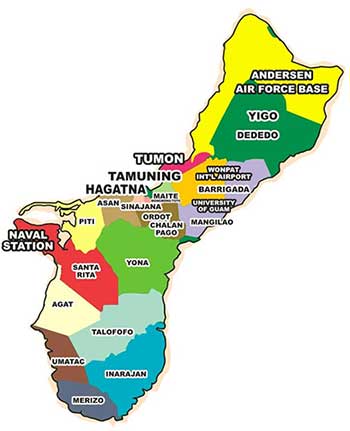 ANDERSEN
AIR FORCE BASE
YIGO
DEDEDO
TUMON
TAMUNING
HAGATNA
WONPAT
INT'L AIRPORT
BARRIGADA
MAITE
UNIVERSITY
OF GUAM
MANGILAO
ASAN
SINAJANA
ORDOT
CHALAN
PAGO
PITI
NAVAL
STATION
SANTA
RITA
YONA
AGAT
TALOFOFO
UMATAC
INARAJAN
MERIZO